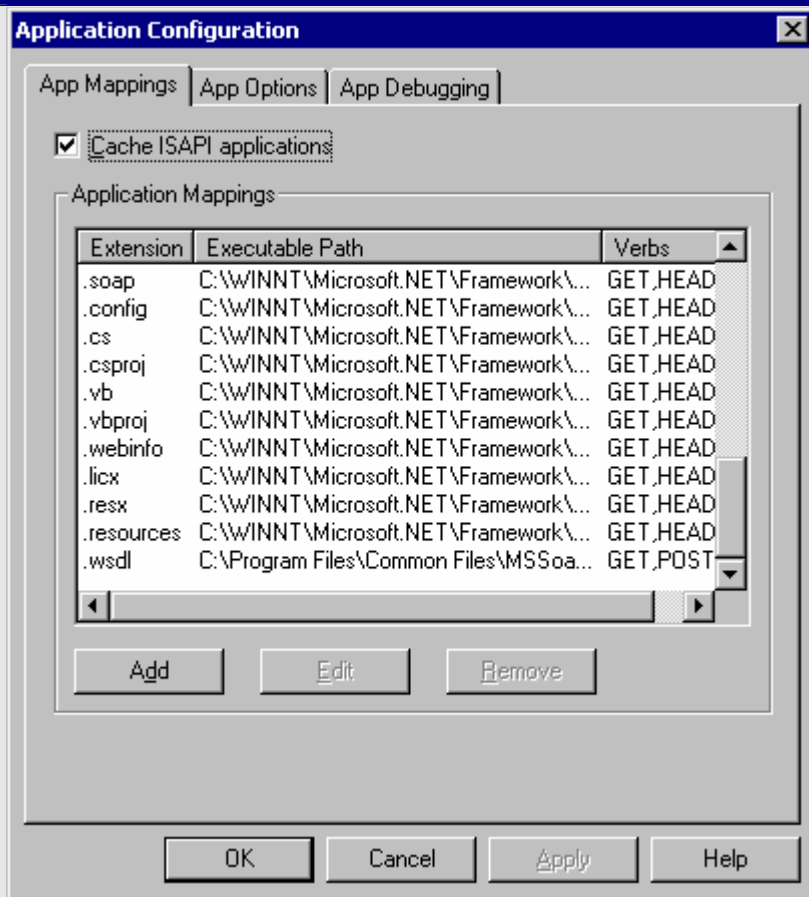 Application Configuration
App Mappings App Options App Debugging
Cache ISAPI applications
Application Mappings
Extension Executable Path Verbs
.soap C:\WINNT\Microsoft.NET\Framework\... GET,HEAD
.config C:\WINNT\Microsoft.NET\Framework\... GET,HEAD
.cs C:\WINNT\Microsoft.NET\Framework\... GET,HEAD
.csproj C:\WINNT\Microsoft.NET\Framework\... GET,HEAD
.vb C:\WINNT\Microsoft.NET\Framework\... GET,HEAD
.vbproj C:\WINNT\Microsoft.NET\Framework\... GET,HEAD
.webinfo C:\WINNT\Microsoft.NET\Framework\... GET,HEAD
.licx C:\WINNT\Microsoft.NET\Framework\... GET,HEAD
.resx C:\WINNT\Microsoft.NET\Framework\... GET,HEAD
.resources C:\WINNT\Microsoft.NET\Framework\... GET,HEAD
.wsdl C:\Program Files\Common Files\MSSoa... GET,POST
Add Edit Remove
OK Cancel Apply Help